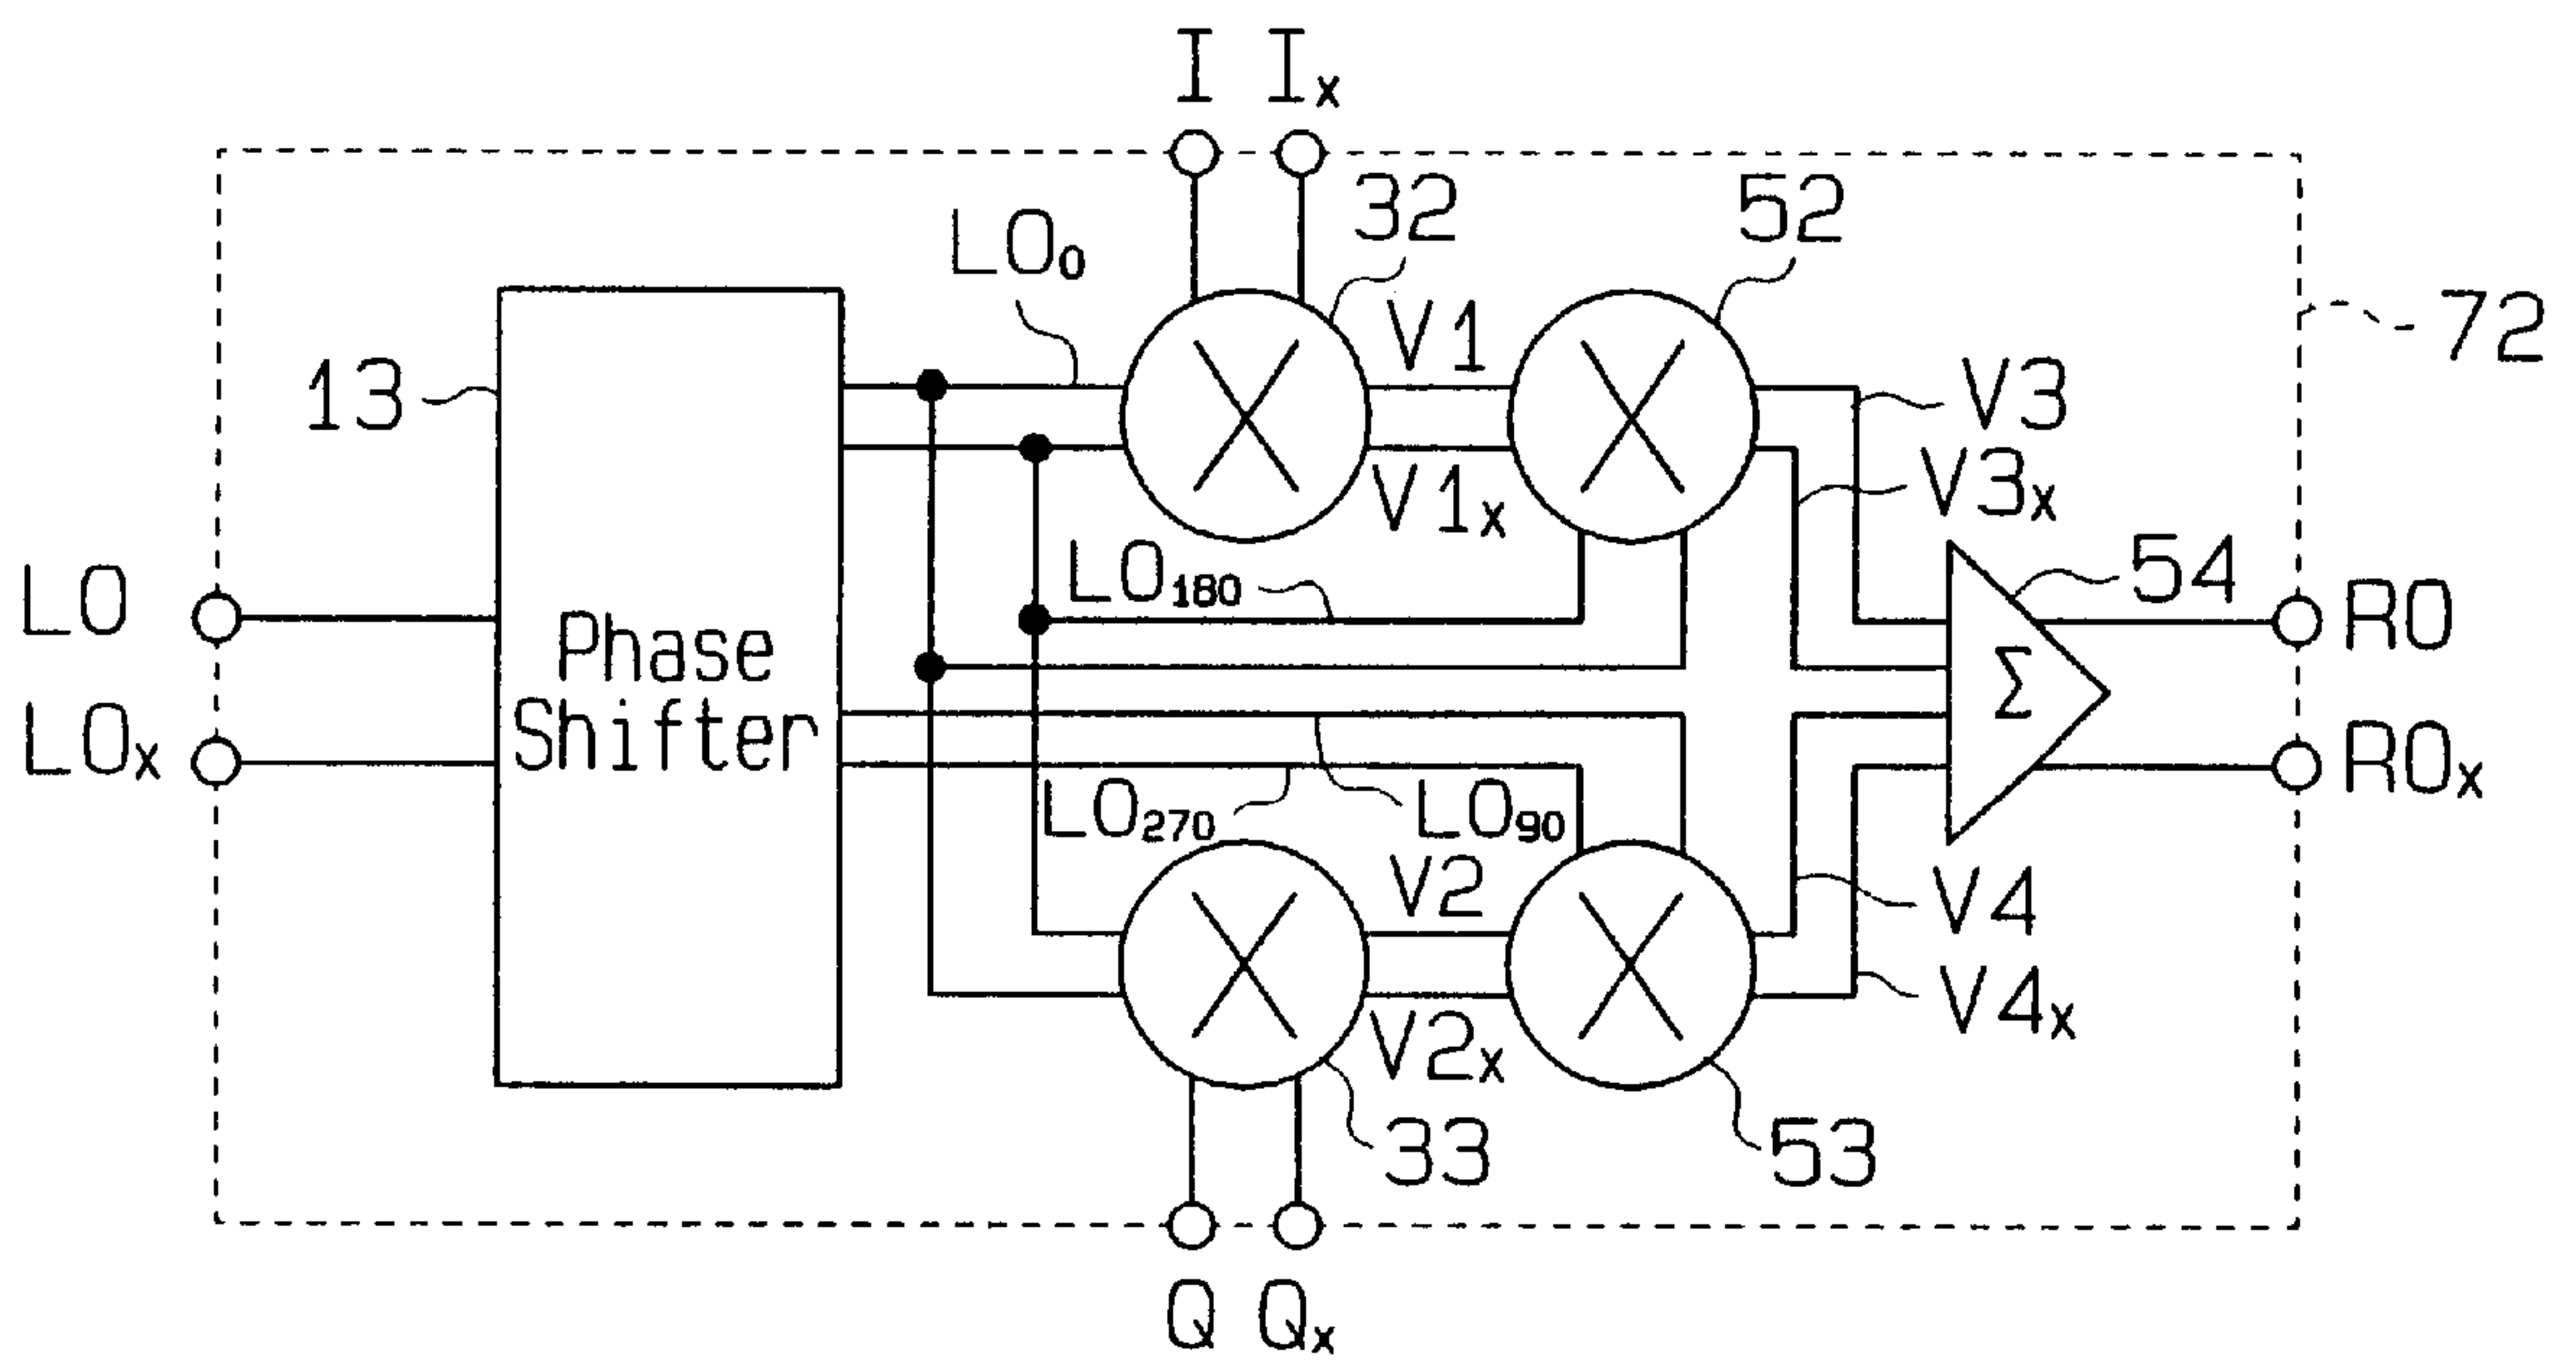 I Ix
LO0
32
52
72
13
V1
V3
V1x
V3x
LO180
54
LO
RO
Phase
Shifter
LOx
ROx
LO270
LO90
V2
V4
V2x
V4x
33
53
Q Qx